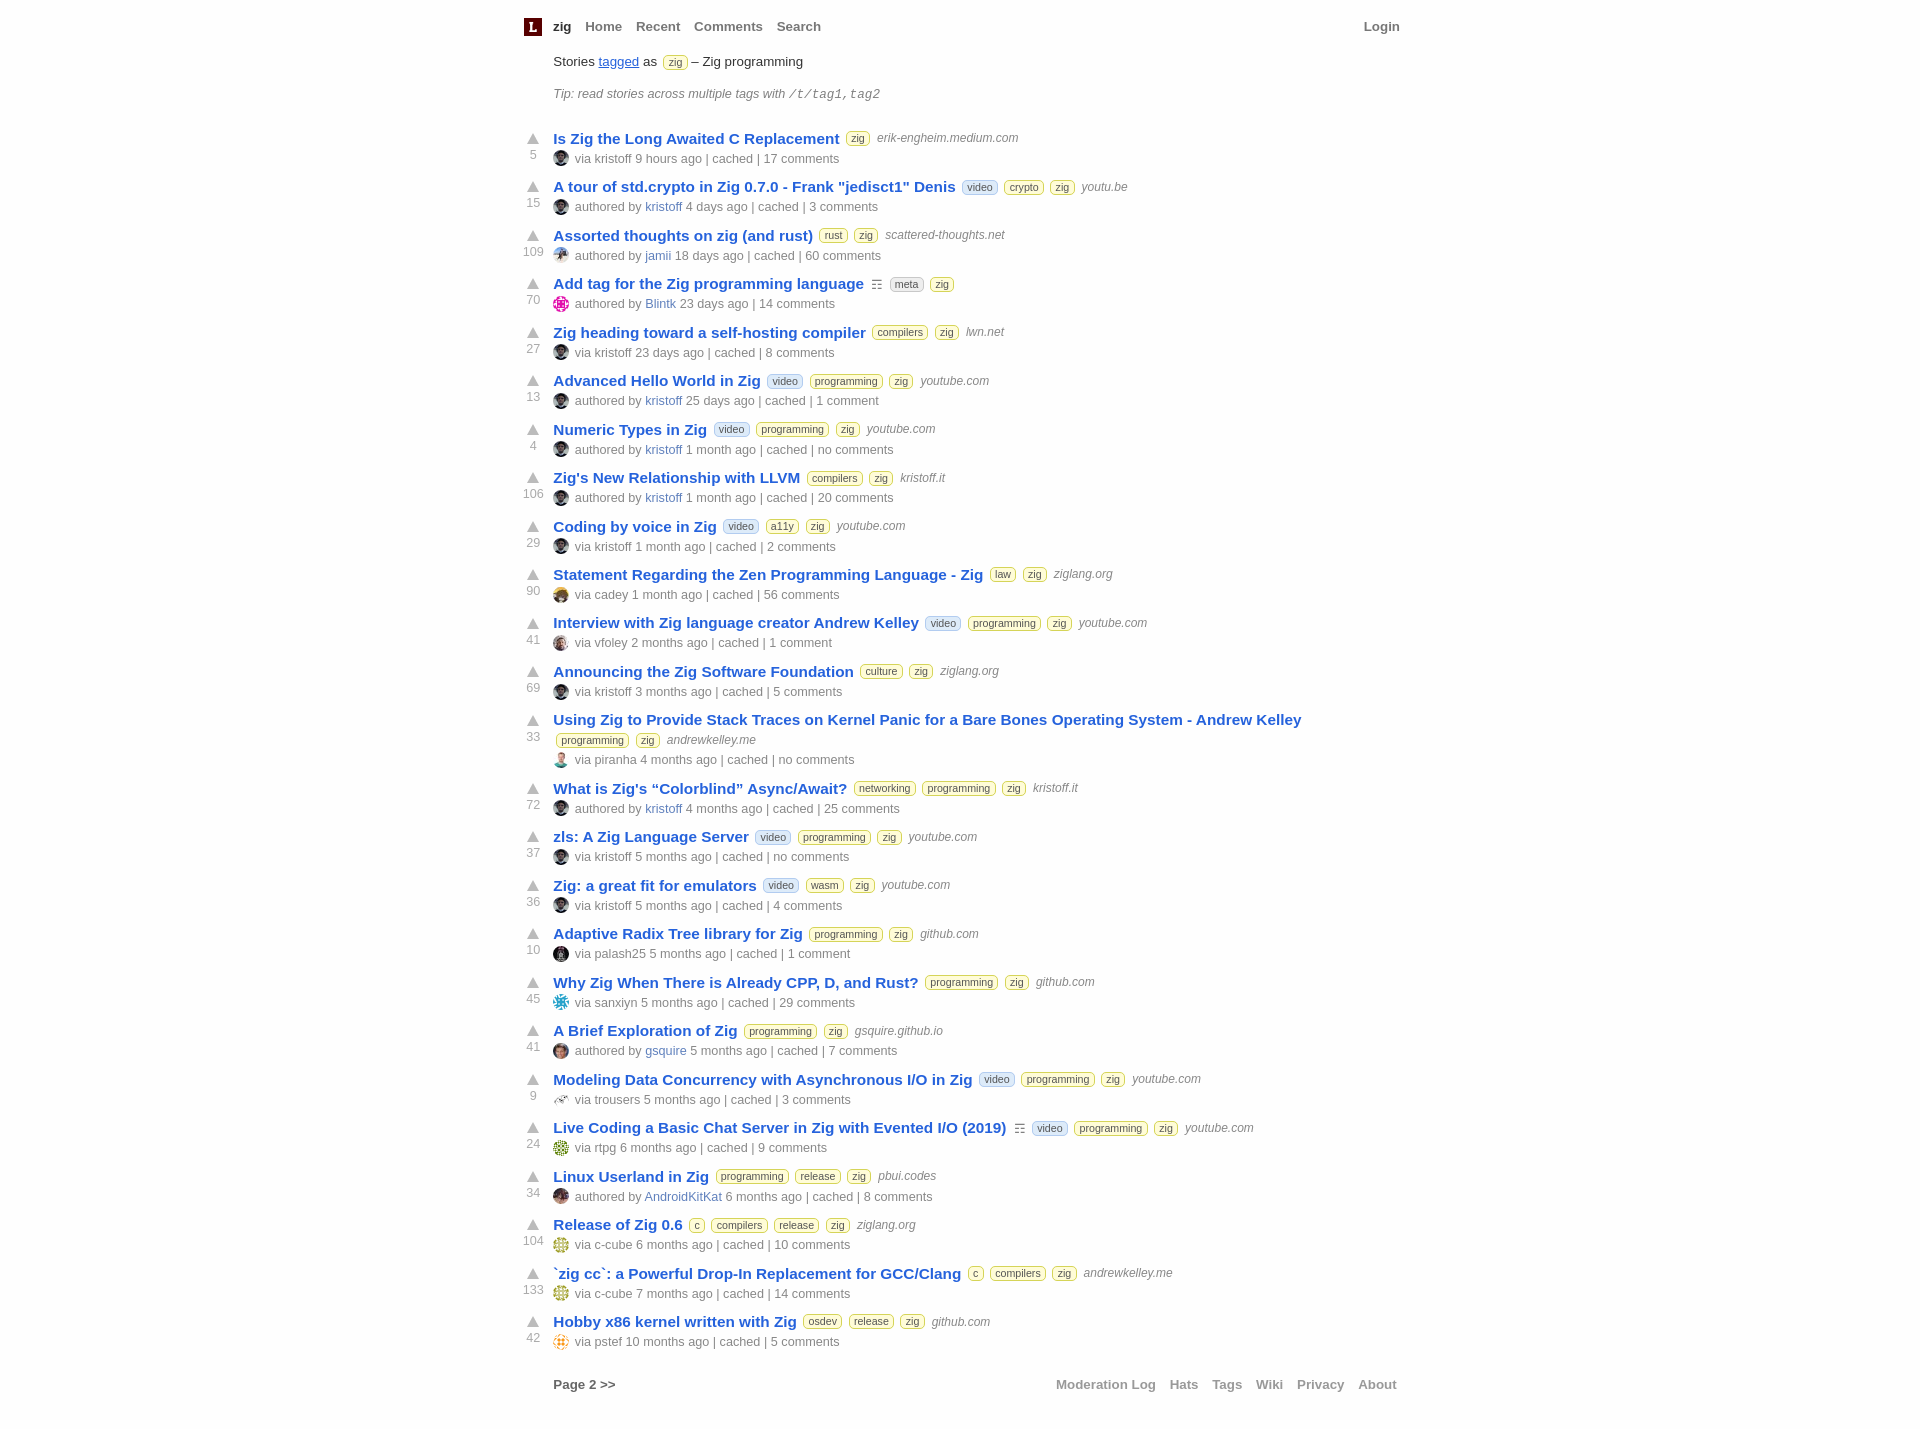 L zig Home Recent Comments Search Login
Stories tagged as zig – Zig programming
Tip: read stories across multiple tags with /t/tag1,tag2
Is Zig the Long Awaited C Replacement zig erik-engheim.medium.com
5 via kristoff 9 hours ago | cached | 17 comments
A tour of std.crypto in Zig 0.7.0 - Frank "jedisct1" Denis video crypto zig youtu.be
15 authored by kristoff 4 days ago | cached | 3 comments
Assorted thoughts on zig (and rust) rust zig scattered-thoughts.net
109 authored by jamii 18 days ago | cached | 60 comments
Add tag for the Zig programming language ☶ meta zig
70 authored by Blintk 23 days ago | 14 comments
Zig heading toward a self-hosting compiler compilers zig lwn.net
27 via kristoff 23 days ago | cached | 8 comments
Advanced Hello World in Zig video programming zig youtube.com
13 authored by kristoff 25 days ago | cached | 1 comment
Numeric Types in Zig video programming zig youtube.com
4 authored by kristoff 1 month ago | cached | no comments
Zig's New Relationship with LLVM compilers zig kristoff.it
106 authored by kristoff 1 month ago | cached | 20 comments
Coding by voice in Zig video a11y zig youtube.com
29 via kristoff 1 month ago | cached | 2 comments
Statement Regarding the Zen Programming Language - Zig law zig ziglang.org
90 via cadey 1 month ago | cached | 56 comments
Interview with Zig language creator Andrew Kelley video programming zig youtube.com
41 via vfoley 2 months ago | cached | 1 comment
Announcing the Zig Software Foundation culture zig ziglang.org
69 via kristoff 3 months ago | cached | 5 comments
Using Zig to Provide Stack Traces on Kernel Panic for a Bare Bones Operating System - Andrew Kelley
33 programming zig andrewkelley.me
via piranha 4 months ago | cached | no comments
What is Zig's “Colorblind” Async/Await? networking programming zig kristoff.it
72 authored by kristoff 4 months ago | cached | 25 comments
zls: A Zig Language Server video programming zig youtube.com
37 via kristoff 5 months ago | cached | no comments
Zig: a great fit for emulators video wasm zig youtube.com
36 via kristoff 5 months ago | cached | 4 comments
Adaptive Radix Tree library for Zig programming zig github.com
10 via palash25 5 months ago | cached | 1 comment
Why Zig When There is Already CPP, D, and Rust? programming zig github.com
45 via sanxiyn 5 months ago | cached | 29 comments
A Brief Exploration of Zig programming zig gsquire.github.io
41 authored by gsquire 5 months ago | cached | 7 comments
Modeling Data Concurrency with Asynchronous I/O in Zig video programming zig youtube.com
9 via trousers 5 months ago | cached | 3 comments
Live Coding a Basic Chat Server in Zig with Evented I/O (2019) ☶ video programming zig youtube.com
24 via rtpg 6 months ago | cached | 9 comments
Linux Userland in Zig programming release zig pbui.codes
34 authored by AndroidKitKat 6 months ago | cached | 8 comments
Release of Zig 0.6 c compilers release zig ziglang.org
104 via c-cube 6 months ago | cached | 10 comments
`zig cc`: a Powerful Drop-In Replacement for GCC/Clang c compilers zig andrewkelley.me
133 via c-cube 7 months ago | cached | 14 comments
Hobby x86 kernel written with Zig osdev release zig github.com
42 via pstef 10 months ago | cached | 5 comments
Page 2 >> Moderation Log Hats Tags Wiki Privacy About